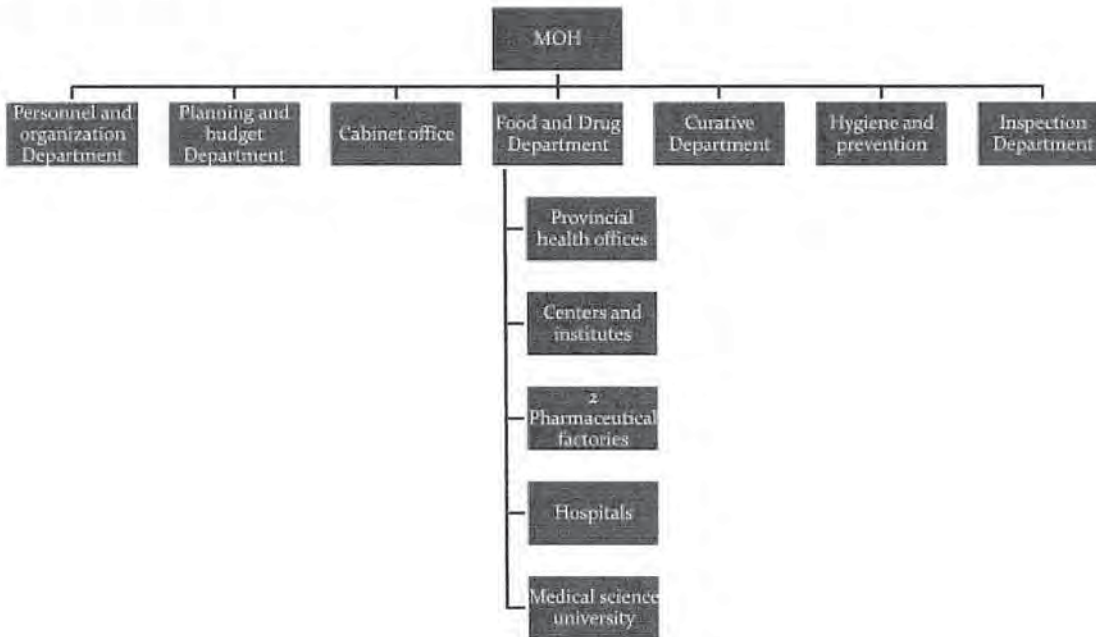 MOH
Personnel and
organization
Department
Planning and
budget
Department
Cabinet office
Food and Drug
Department
Curative
Department
Hygiene and
prevention
Inspection
Department
Provincial
health offices
Centers and
institutes
2
Pharmaceutical
factories
Hospitals
Medical science
university